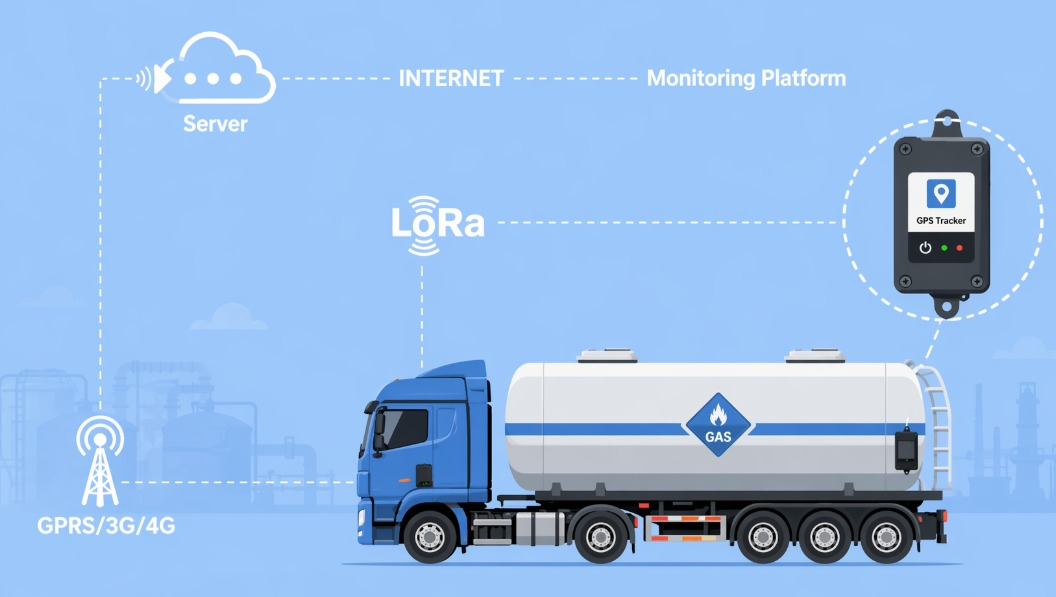 INTERNET
Monitoring Platform
Server
LoRa
GPS Tracker
GAS
GPRS/3G/4G